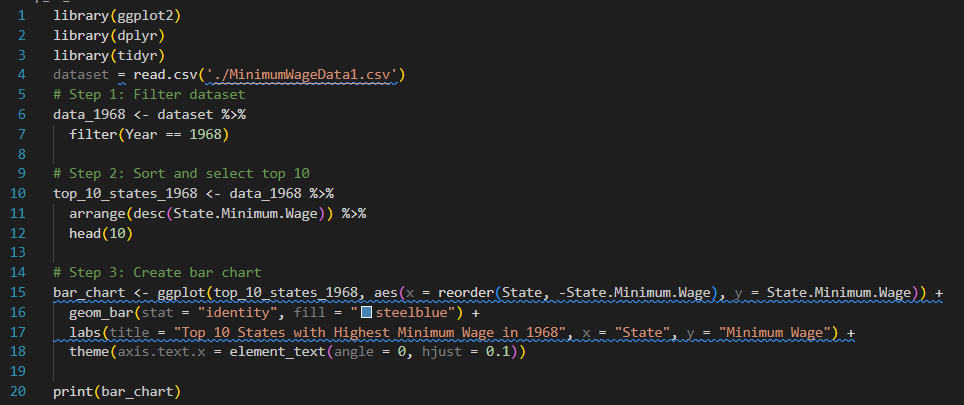 1 library(ggplot2)
2 library(dplyr)
3 library(tidyr)
4 dataset = read.csv('./MinimumWageData1.csv')
5 # Step 1: Filter dataset
6 data_1968 <- dataset %>%
7   filter(Year == 1968)
8
9 # Step 2: Sort and select top 10
10 top_10_states_1968 <- data_1968 %>%
11   arrange(desc(State.Minimum.Wage)) %>%
12   head(10)
13
14 # Step 3: Create bar chart
15 bar_chart <- ggplot(top_10_states_1968, aes(x = reorder(State, -State.Minimum.Wage), y = State.Minimum.Wage)) +
16   geom_bar(stat = "identity", fill = "steelblue") +
17   labs(title = "Top 10 States with Highest Minimum Wage in 1968", x = "State", y = "Minimum Wage") +
18   theme(axis.text.x = element_text(angle = 0, hjust = 0.1))
19
20 print(bar_chart)